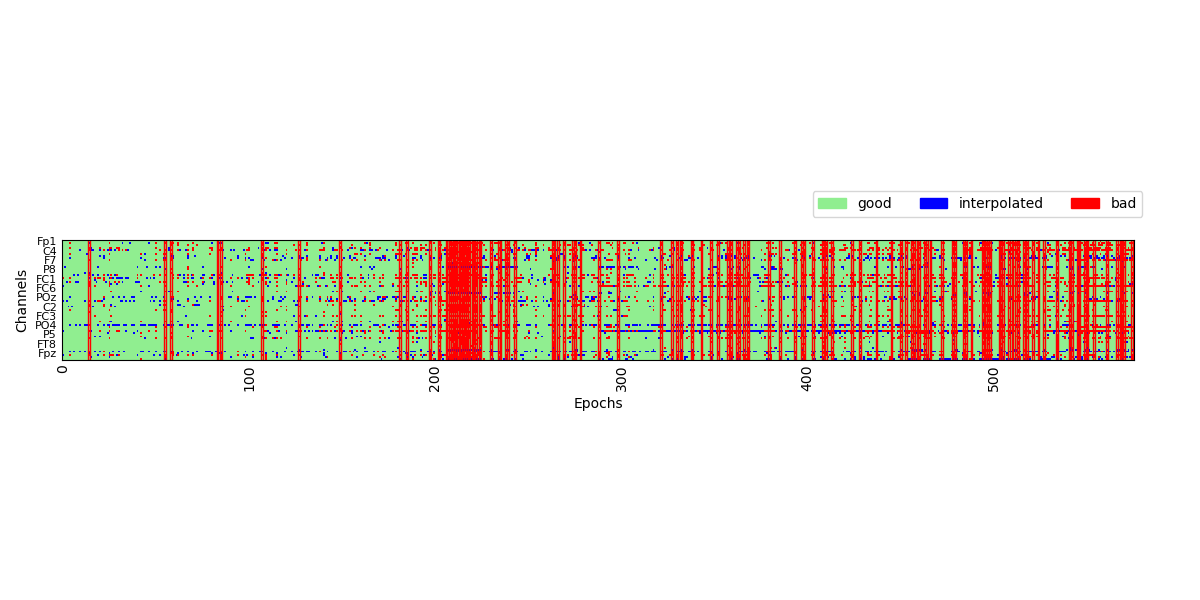 good interpolated bad
Fp1
C4
F7
P8
FC1
FC6
POz
C2
FC3
PO4
P5
FT8
Fpz
Channels
0 100 200 300 400 500
Epochs